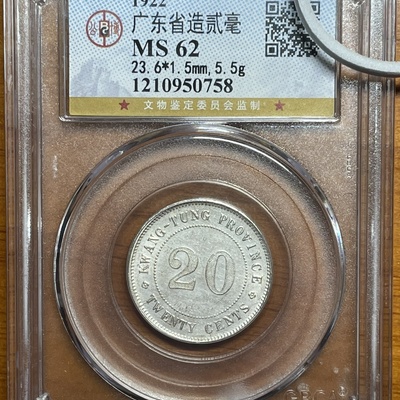 1922
广东省造贰毫
MS 62
23.6*1.5mm,5.5g
1210950758
★ 文物鉴定委员会监制 ★
KWANG-TUNG PROVINCE
20
TWENTY CENTS